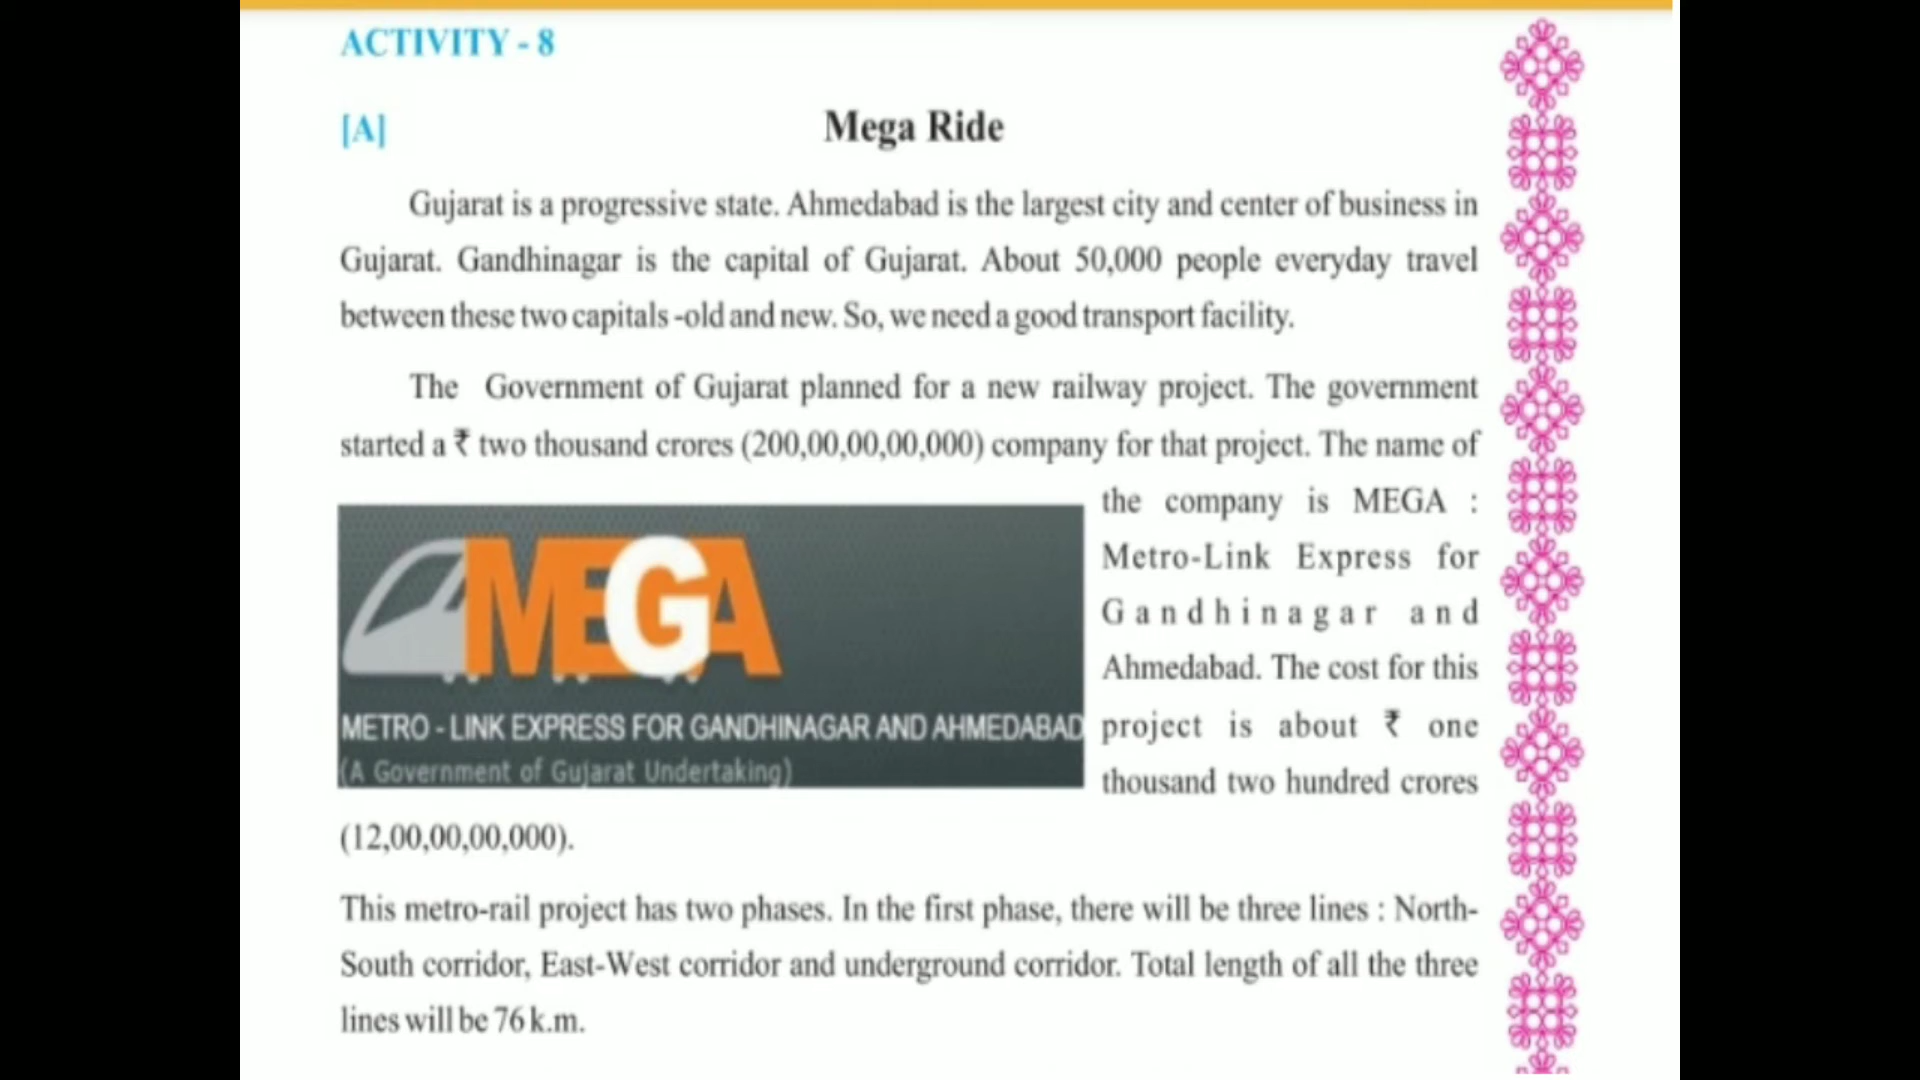 ACTIVITY - 8
[A] Mega Ride
Gujarat is a progressive state. Ahmedabad is the largest city and center of business in
Gujarat. Gandhinagar is the capital of Gujarat. About 50,000 people everyday travel
between these two capitals -old and new. So, we need a good transport facility.
The Government of Gujarat planned for a new railway project. The government
started a ₹ two thousand crores (200,00,00,00,000) company for that project. The name of
the company is MEGA :
Metro-Link Express for
Gandhinagar and
Ahmedabad. The cost for this
project is about ₹ one
thousand two hundred crores
(12,00,00,00,000).
MEGA
METRO - LINK EXPRESS FOR GANDHINAGAR AND AHMEDABAD
(A Government of Gujarat Undertaking)
This metro-rail project has two phases. In the first phase, there will be three lines : North-
South corridor, East-West corridor and underground corridor. Total length of all the three
lines will be 76 k.m.